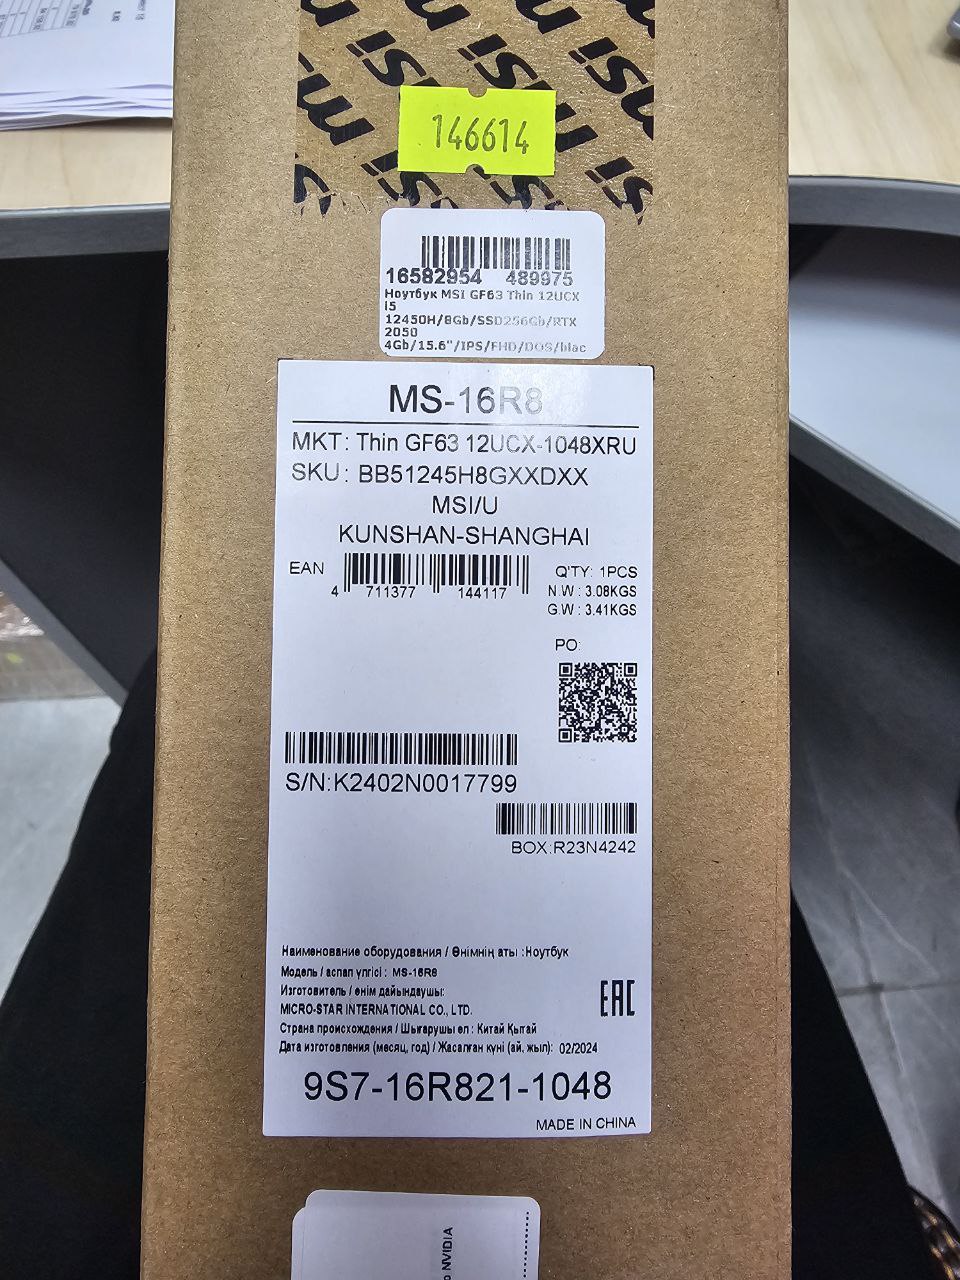 146614
16582954 489975
Ноутбук MSI GF63 Thin 12UCX
I5
12450H/8Gb/SSD256Gb/RTX
2050
4Gb/15.6"/IPS/FHD/DOS/blac
MS-16R8
MKT: Thin GF63 12UCX-1048XRU
SKU: BB51245H8GXXDXX
MSI/U
KUNSHAN-SHANGHAI
EAN
4 711377 144117
Q'TY: 1PCS
N.W : 3.08KGS
G.W : 3.41KGS
PO:
S/N:K2402N0017799
BOX:R23N4242
Наименование оборудования / Өнімнің аты :Ноутбук
Модель / аспап үлгісі : MS-16R8
Изготовитель / өнім дайындаушы:
MICRO-STAR INTERNATIONAL CO., LTD.
Страна происхождения / Шығарушы ел : Китай Қытай
Дата изготовления (месяц, год) / Жасалған күні (ай, жыл): 02/2024
EAC
9S7-16R821-1048
MADE IN CHINA
NVIDIA